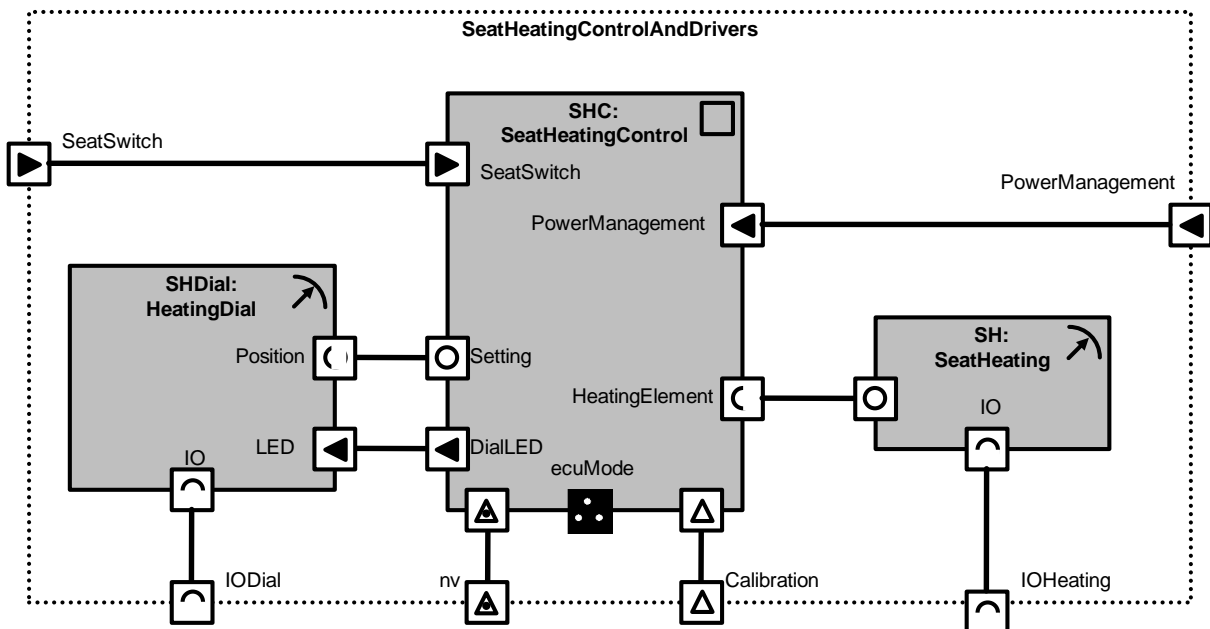 SeatHeatingControlAndDrivers
SHC:
SeatHeatingControl
SeatSwitch
SeatSwitch
PowerManagement
PowerManagement
SHDial:
HeatingDial
SH:
SeatHeating
Position
Setting
HeatingElement
IO
LED
DialLED
IO
ecuMode
IODial
nv
Calibration
IOHeating